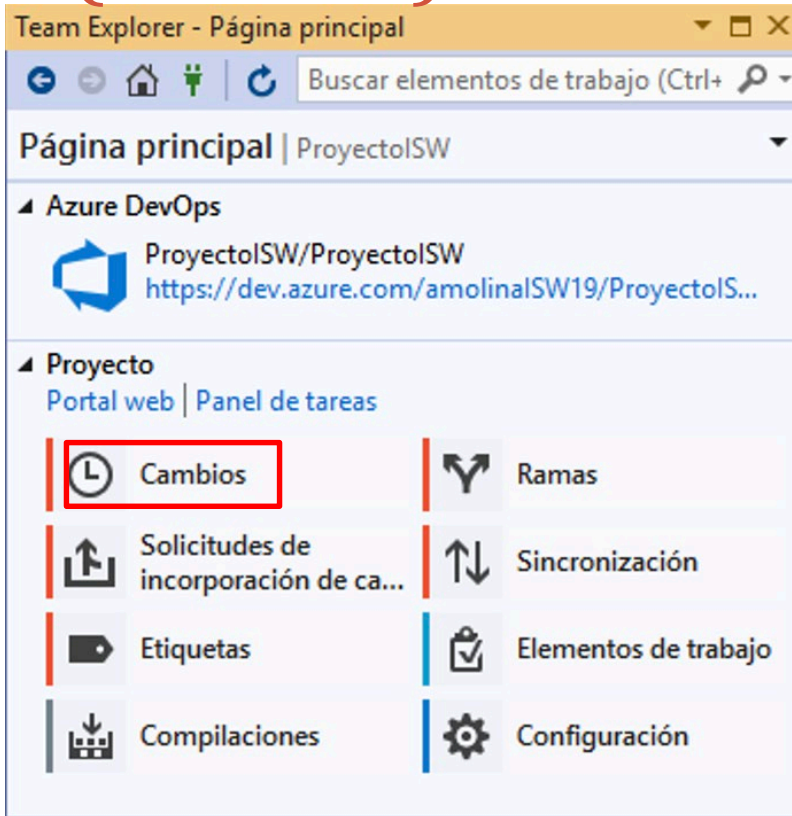 Team Explorer - Página principal
Buscar elementos de trabajo (Ctrl+
Página principal | ProyectoISW
Azure DevOps
ProyectoISW/ProyectoISW
https://dev.azure.com/amolinaISW19/ProyectoIS...
Proyecto
Portal web | Panel de tareas
Cambios
Ramas
Solicitudes de
incorporación de ca...
Sincronización
Etiquetas
Elementos de trabajo
Compilaciones
Configuración